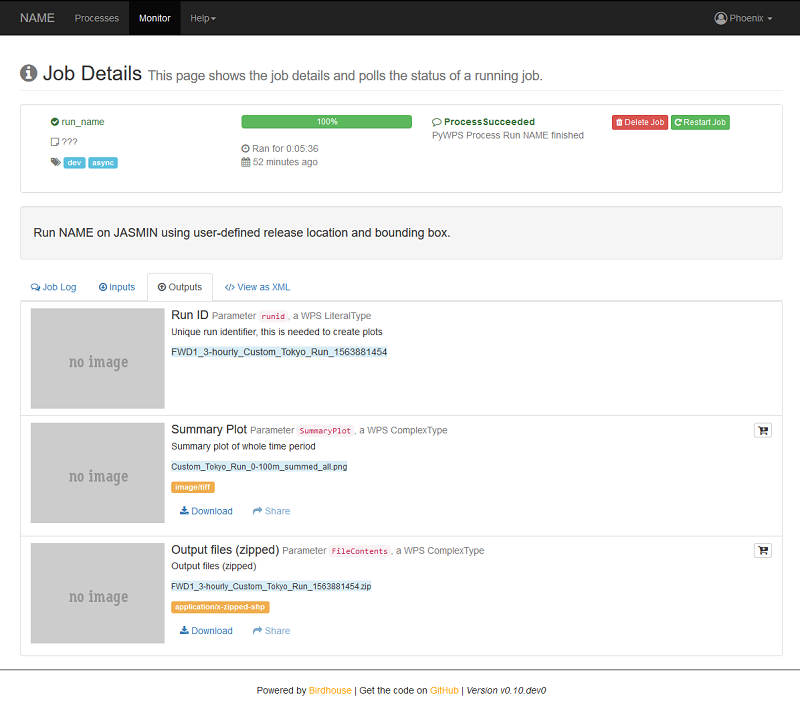 NAME Processes Monitor Help Phoenix
Job Details This page shows the job details and polls the status of a running job.
run_name
???
dev async
100%
Ran for 0:05:36
52 minutes ago
ProcessSucceeded
PyWPS Process Run NAME finished
Delete Job Restart Job
Run NAME on JASMIN using user-defined release location and bounding box.
Job Log Inputs Outputs </> View as XML
no image
Run ID Parameter runid, a WPS LiteralType
Unique run identifier, this is needed to create plots
FWD1_3-hourly_Custom_Tokyo_Run_1563881454
no image
Summary Plot Parameter SummaryPlot, a WPS ComplexType
Summary plot of whole time period
Custom_Tokyo_Run_0-100m_summed_all.png
image/tiff
Download Share
no image
Output files (zipped) Parameter FileContents, a WPS ComplexType
Output files (zipped)
FWD1_3-hourly_Custom_Tokyo_Run_1563881454.zip
application/x-zipped-shp
Download Share
Powered by Birdhouse | Get the code on GitHub | Version v0.10.dev0